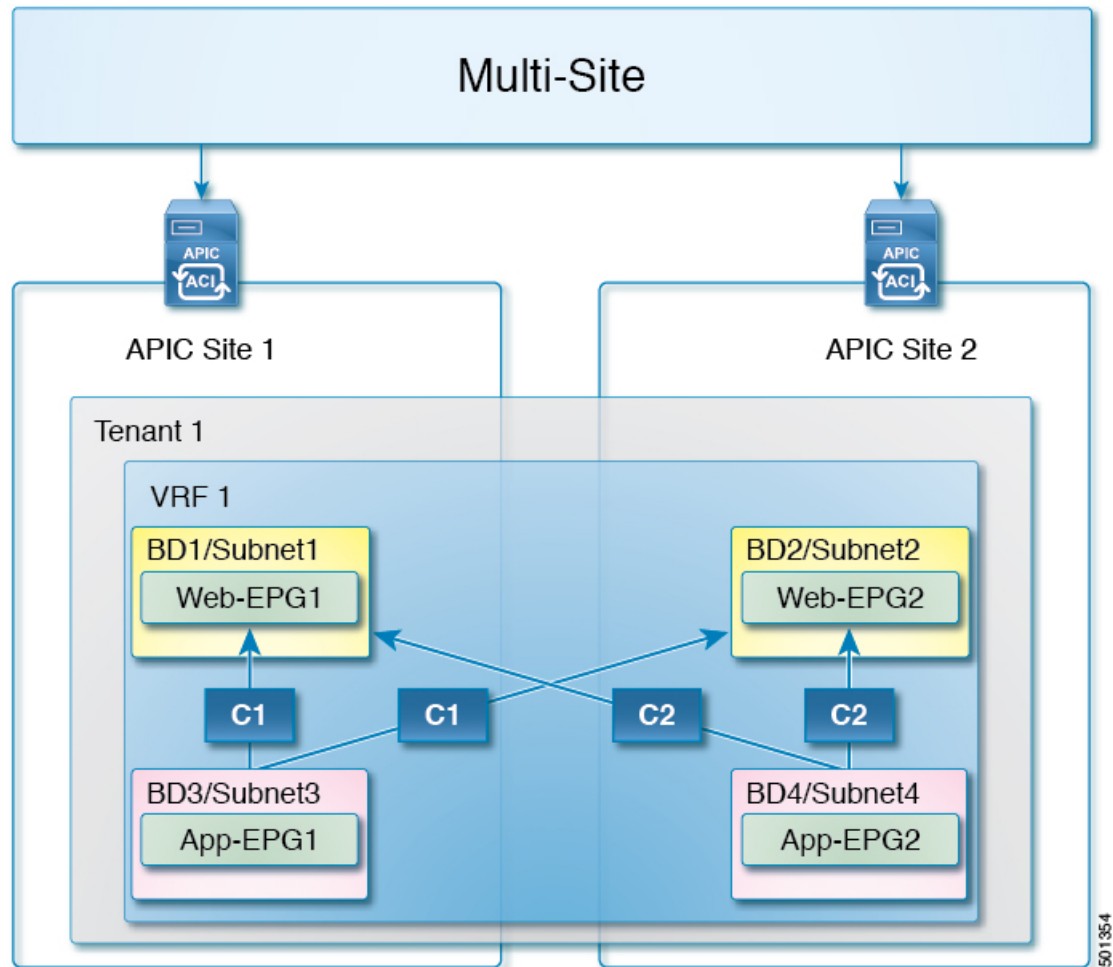 Multi-Site
APIC
ACI
APIC
ACI
APIC Site 1
APIC Site 2
Tenant 1
VRF 1
BD1/Subnet1
Web-EPG1
BD2/Subnet2
Web-EPG2
C1
C1
C2
C2
BD3/Subnet3
App-EPG1
BD4/Subnet4
App-EPG2
501354